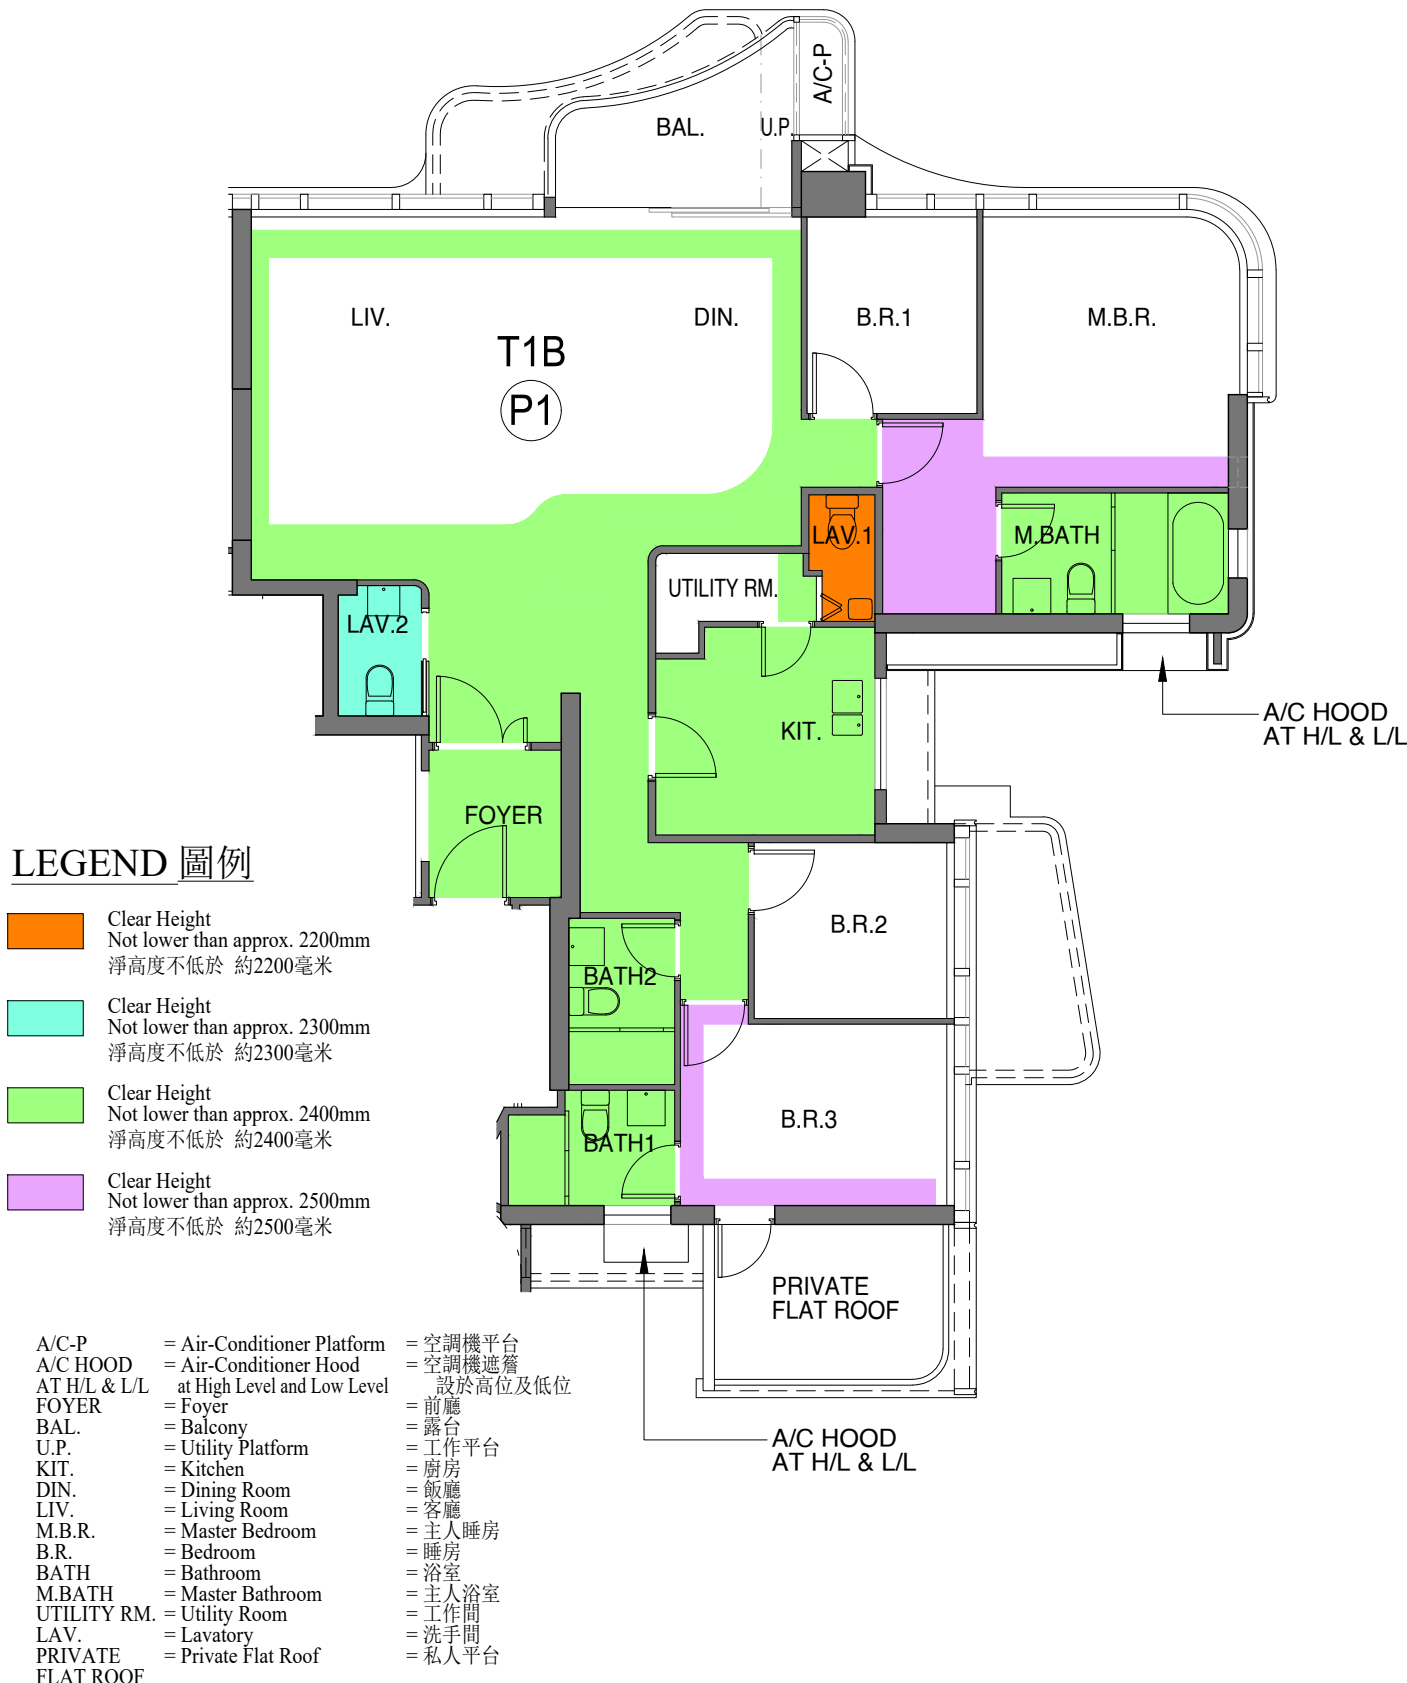 A/C-P
BAL.
U.P.
LIV.
DIN.
B.R.1
M.B.R.
T1B
P1
LAV.1
M.BATH
UTILITY RM.
LAV.2
A/C HOOD
AT H/L & L/L
KIT.
FOYER
B.R.2
BATH2
B.R.3
BATH1
PRIVATE
FLAT ROOF
A/C HOOD
AT H/L & L/L
LEGEND 圖例
Clear Height
Not lower than approx. 2200mm
淨高度不低於 約2200毫米
Clear Height
Not lower than approx. 2300mm
淨高度不低於 約2300毫米
Clear Height
Not lower than approx. 2400mm
淨高度不低於 約2400毫米
Clear Height
Not lower than approx. 2500mm
淨高度不低於 約2500毫米
A/C-P = Air-Conditioner Platform = 空調機平台
A/C HOOD = Air-Conditioner Hood = 空調機遮簷
AT H/L & L/L at High Level and Low Level 設於高位及低位
FOYER = Foyer = 前廳
BAL. = Balcony = 露台
U.P. = Utility Platform = 工作平台
KIT. = Kitchen = 廚房
DIN. = Dining Room = 飯廳
LIV. = Living Room = 客廳
M.B.R. = Master Bedroom = 主人睡房
B.R. = Bedroom = 睡房
BATH = Bathroom = 浴室
M.BATH = Master Bathroom = 主人浴室
UTILITY RM. = Utility Room = 工作間
LAV. = Lavatory = 洗手間
PRIVATE = Private Flat Roof = 私人平台
FLAT ROOF